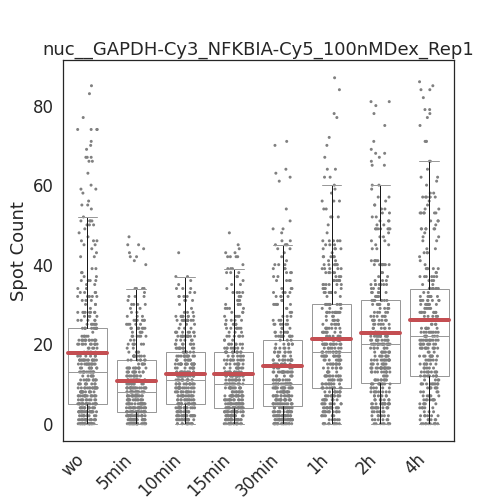 nuc__GAPDH-Cy3_NFKBIA-Cy5_100nMDex_Rep1
Spot Count
80
60
40
20
0
wo
5min
10min
15min
30min
1h
2h
4h